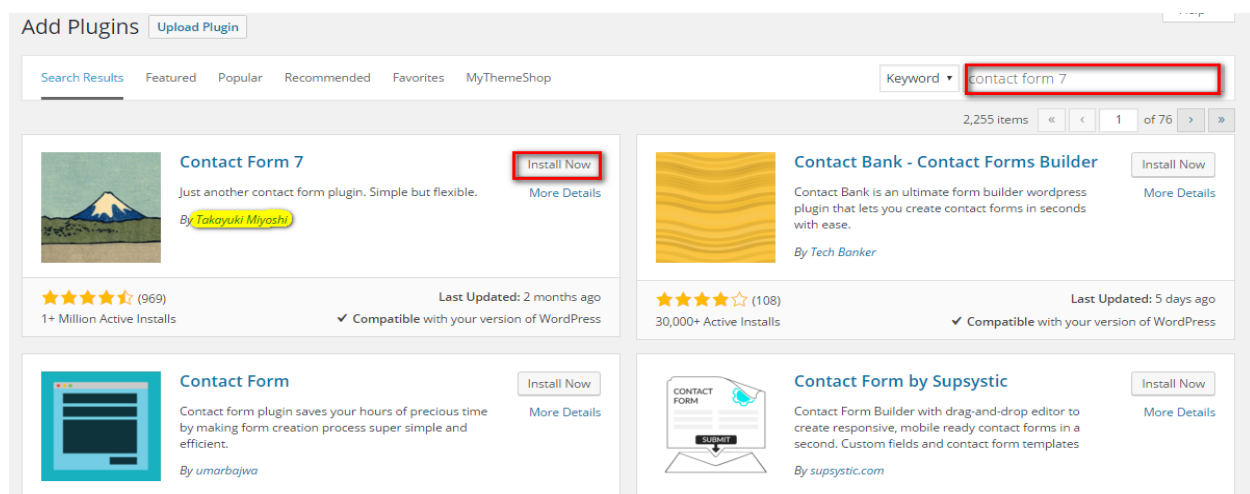 Add Plugins Upload Plugin
Search Results Featured Popular Recommended Favorites MyThemeShop Keyword contact form 7
2,255 items « ‹ 1 of 76 › »
Contact Form 7
Install Now
Just another contact form plugin. Simple but flexible.
More Details
By Takayuki Miyoshi
(969)
Last Updated: 2 months ago
1+ Million Active Installs
✔ Compatible with your version of WordPress
Contact Bank - Contact Forms Builder
Install Now
Contact Bank is an ultimate form builder wordpress
More Details
plugin that lets you create contact forms in seconds
with ease.
By Tech Banker
(108)
Last Updated: 5 days ago
30,000+ Active Installs
✔ Compatible with your version of WordPress
Contact Form
Install Now
Contact form plugin saves your hours of precious time
More Details
by making form creation process super simple and
efficient.
By umarbajwa
CONTACT
FORM
SUBMIT
Contact Form by Supsystic
Install Now
Contact Form Builder with drag-and-drop editor to
More Details
create responsive, mobile ready contact forms in a
second. Custom fields and contact form templates
By supsystic.com